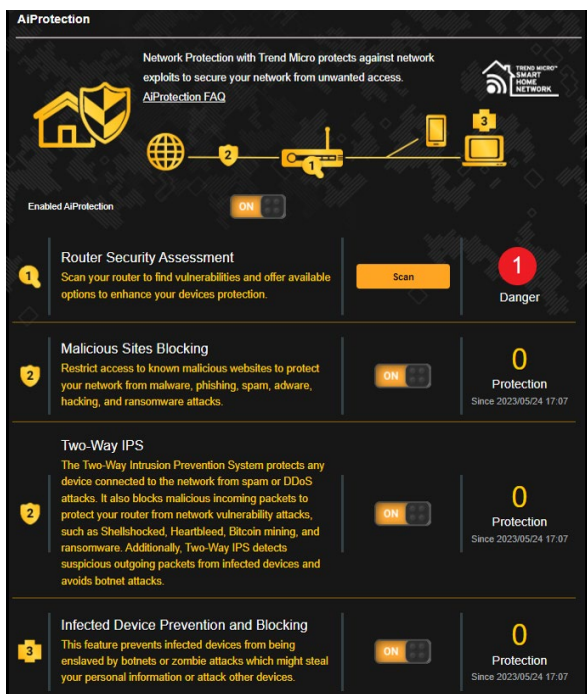 AiProtection
Network Protection with Trend Micro protects against network
exploits to secure your network from unwanted access.
AiProtection FAQ
TREND MICRO™
SMART
HOME
NETWORK
3
2
1
Enabled AiProtection
ON
1
Router Security Assessment
Scan your router to find vulnerabilities and offer available
options to enhance your devices protection.
Scan
1
Danger
2
Malicious Sites Blocking
Restrict access to known malicious websites to protect
your network from malware, phishing, spam, adware,
hacking, and ransomware attacks.
ON
0
Protection
Since 2023/05/24 17:07
2
Two-Way IPS
The Two-Way Intrusion Prevention System protects any
device connected to the network from spam or DDoS
attacks. It also blocks malicious incoming packets to
protect your router from network vulnerability attacks,
such as Shellshocked, Heartbleed, Bitcoin mining, and
ransomware. Additionally, Two-Way IPS detects
suspicious outgoing packets from infected devices and
avoids botnet attacks.
ON
0
Protection
Since 2023/05/24 17:07
3
Infected Device Prevention and Blocking
This feature prevents infected devices from being
enslaved by botnets or zombie attacks which might steal
your personal information or attack other devices.
ON
0
Protection
Since 2023/05/24 17:07